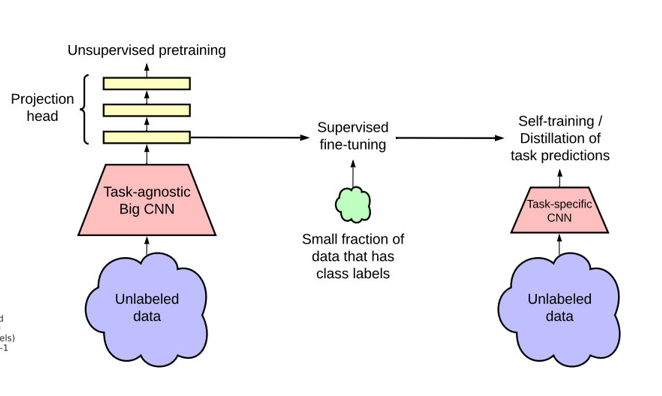 Unsupervised pretraining
Projection
head
Task-agnostic
Big CNN
Unlabeled
data
Supervised
fine-tuning
Small fraction of
data that has
class labels
Self-training /
Distillation of
task predictions
Task-specific
CNN
Unlabeled
data
d
els)
-1